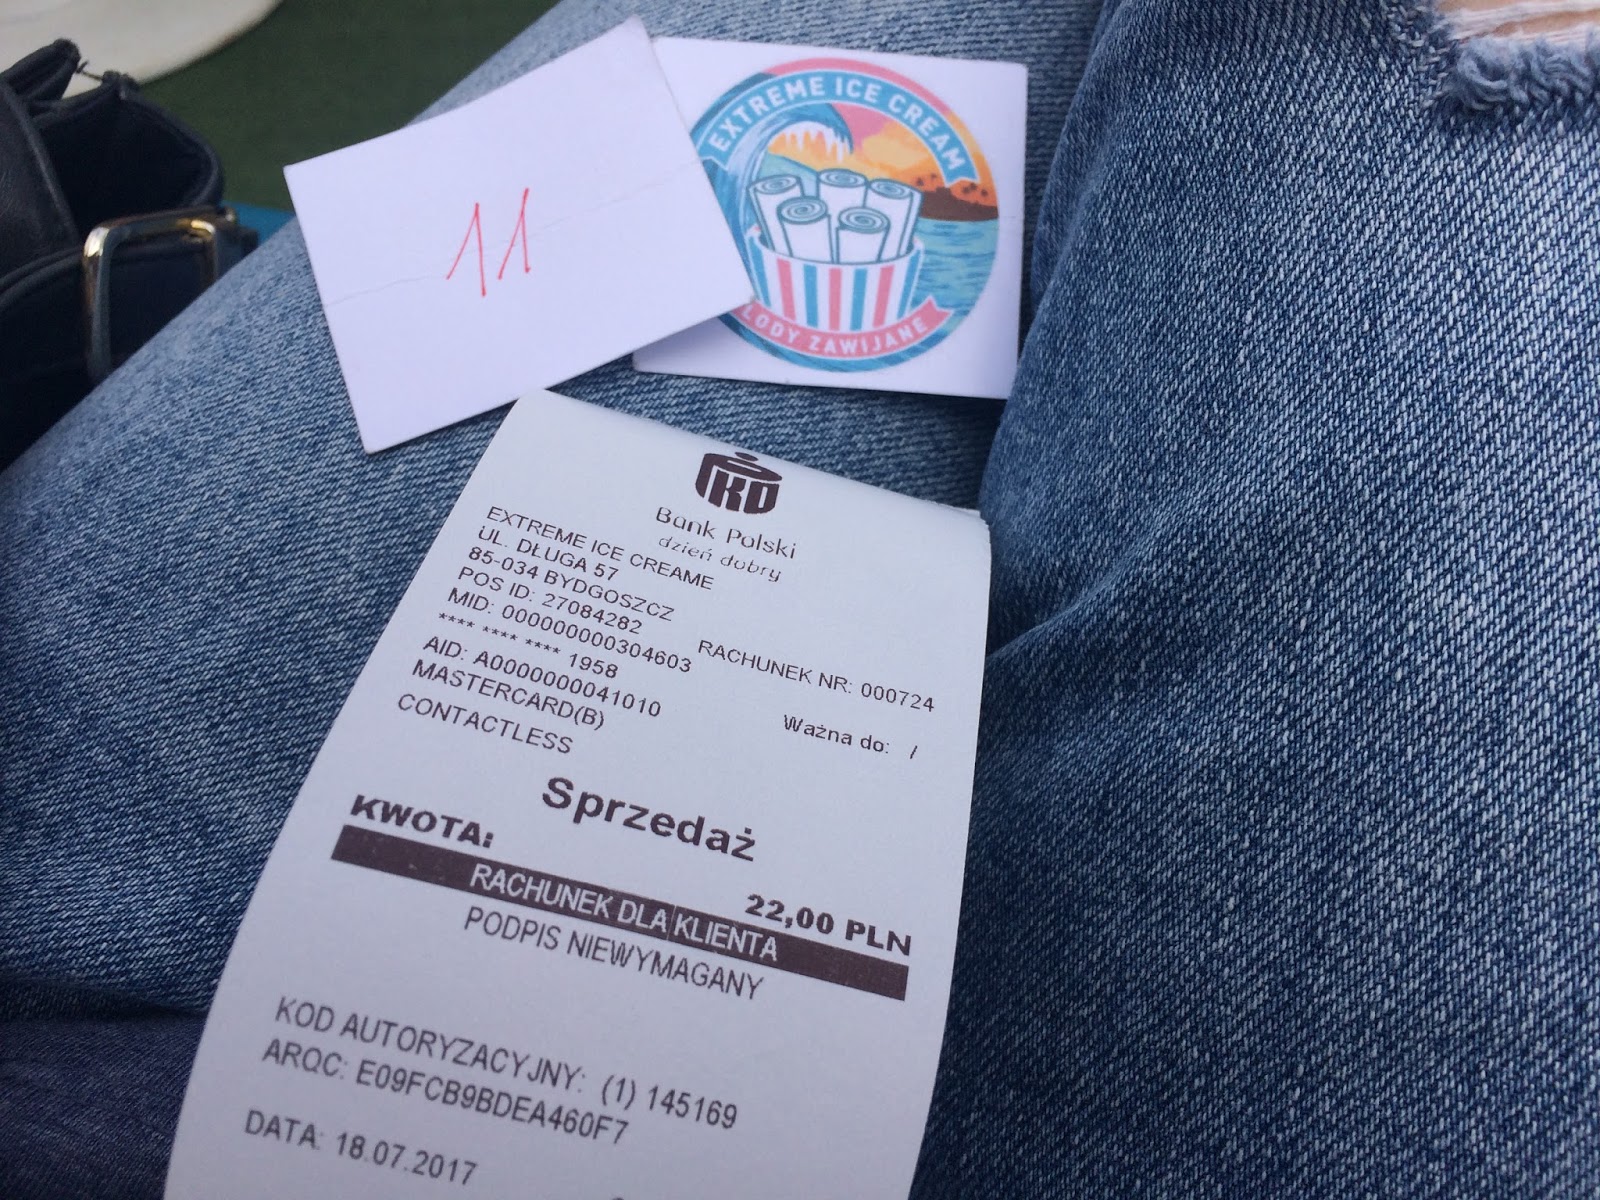 11
EXTREME ICE CREAM
LODY ZAWIJANE
PKO
Bank Polski
dzień dobry
EXTREME ICE CREAME
UL. DŁUGA 57
85-034 BYDGOSZCZ
POS ID: 27084282
MID: 00000000304603
RACHUNEK NR: 000724
**** **** **** 1958
Ważna do: /
AID: A0000000041010
MASTERCARD(B)
CONTACTLESS
Sprzedaż
KWOTA:
22,00 PLN
RACHUNEK DLA KLIENTA
PODPIS NIEWYMAGANY
KOD AUTORYZACYJNY: (1) 145169
ARQC: E09FCB9BDEA460F7
DATA: 18.07.2017